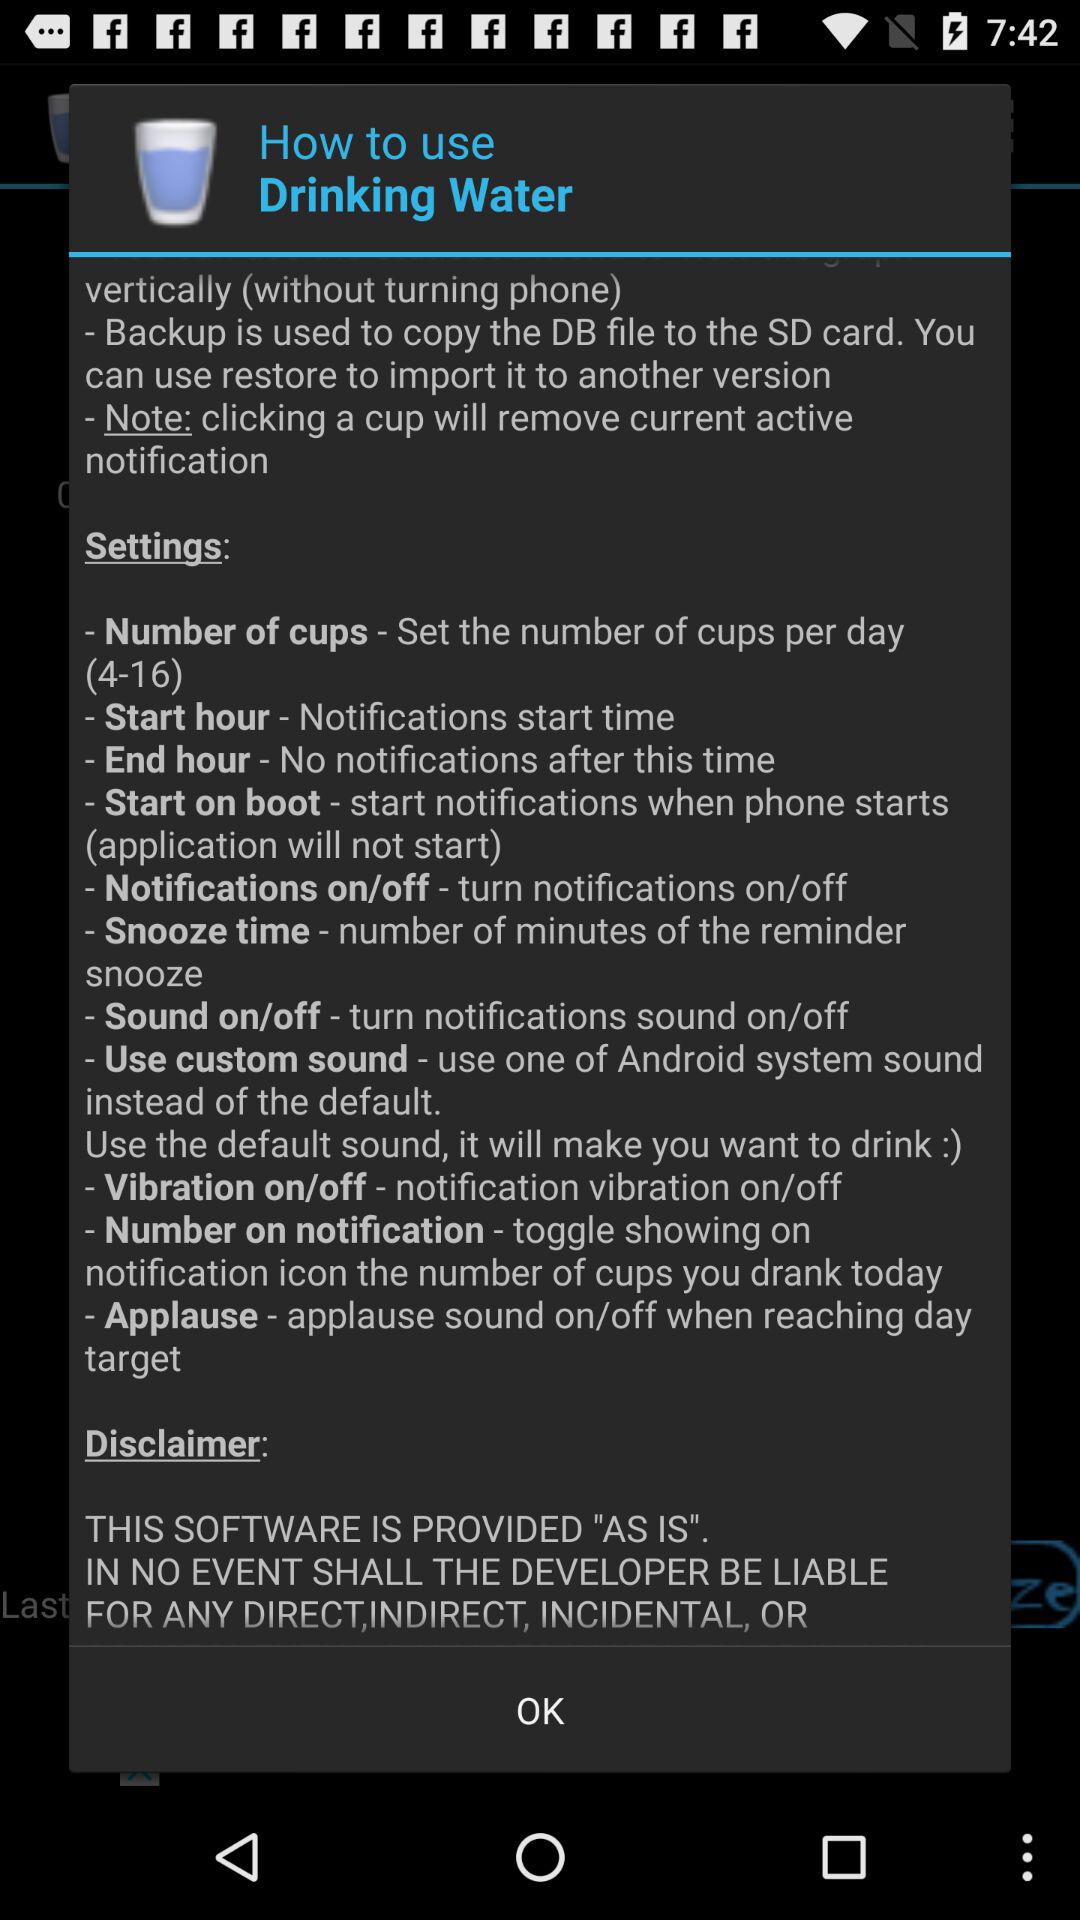 7:42
How to use
Drinking Water
vertically (without turning phone)
- Backup is used to copy the DB file to the SD card. You
can use restore to import it to another version
- Note: clicking a cup will remove current active
notification
Settings:
- Number of cups - Set the number of cups per day
(4-16)
- Start hour - Notifications start time
- End hour - No notifications after this time
- Start on boot - start notifications when phone starts
(application will not start)
- Notifications on/off - turn notifications on/off
- Snooze time - number of minutes of the reminder
snooze
- Sound on/off - turn notifications sound on/off
- Use custom sound - use one of Android system sound
instead of the default.
Use the default sound, it will make you want to drink :)
- Vibration on/off - notification vibration on/off
- Number on notification - toggle showing on
notification icon the number of cups you drank today
- Applause - applause sound on/off when reaching day
target
Disclaimer:
THIS SOFTWARE IS PROVIDED "AS IS".
IN NO EVENT SHALL THE DEVELOPER BE LIABLE
Last
ze
FOR ANY DIRECT,INDIRECT, INCIDENTAL, OR
OK